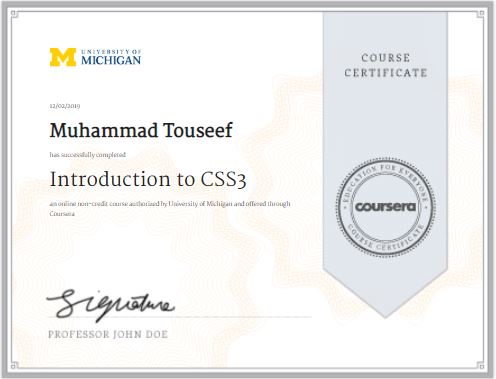 UNIVERSITY OF
MICHIGAN
COURSE
CERTIFICATE
12/02/2019
Muhammad Touseef
has successfully completed
Introduction to CSS3
an online non-credit course authorized by University of Michigan and offered through
Coursera
EDUCATION FOR EVERYONE
coursera
COURSE CERTIFICATE
Signature
PROFESSOR JOHN DOE